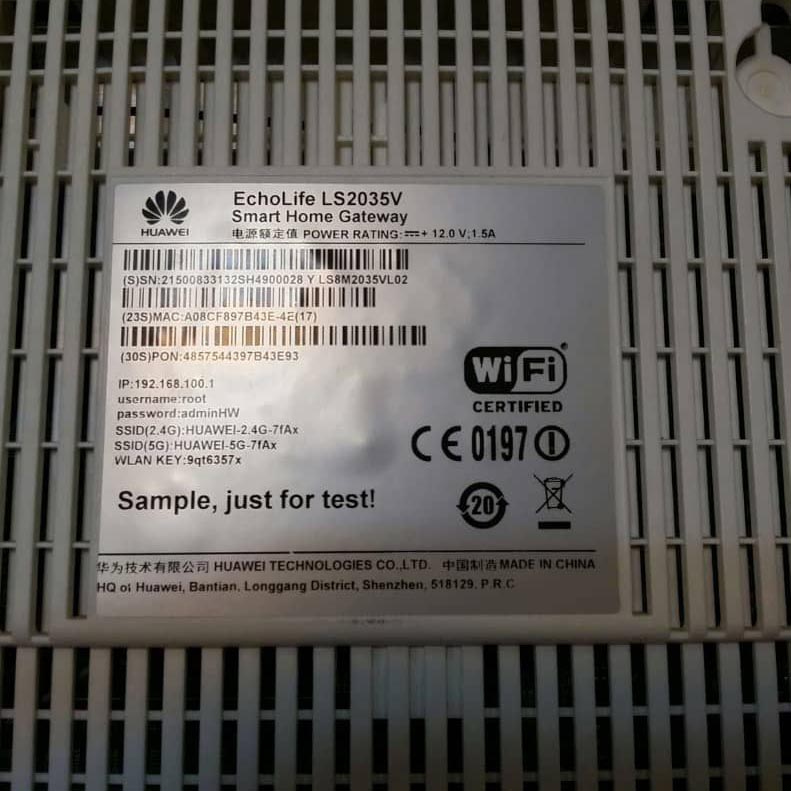 HUAWEI
EchoLife LS2035V
Smart Home Gateway
电源额定值 POWER RATING: + 12.0 V;1.5A
(S)SN:21500833132SH4900028 Y LS8M2035VL02
(23S)MAC:A08CF897B43E-4E(17)
(30S)PON:4857544397B43E93
IP:192.168.100.1
username:root
password:adminHW
SSID(2.4G):HUAWEI-2.4G-7fAx
SSID(5G):HUAWEI-5G-7fAx
WLAN KEY:9qt6357x
WiFi®
CERTIFIED
CE0197
Sample, just for test!
20
华为技术有限公司 HUAWEI TECHNOLOGIES CO.,LTD. 中国制造 MADE IN CHINA
HQ of Huawei, Bantian, Longgang District, Shenzhen, 518129, P.R.C